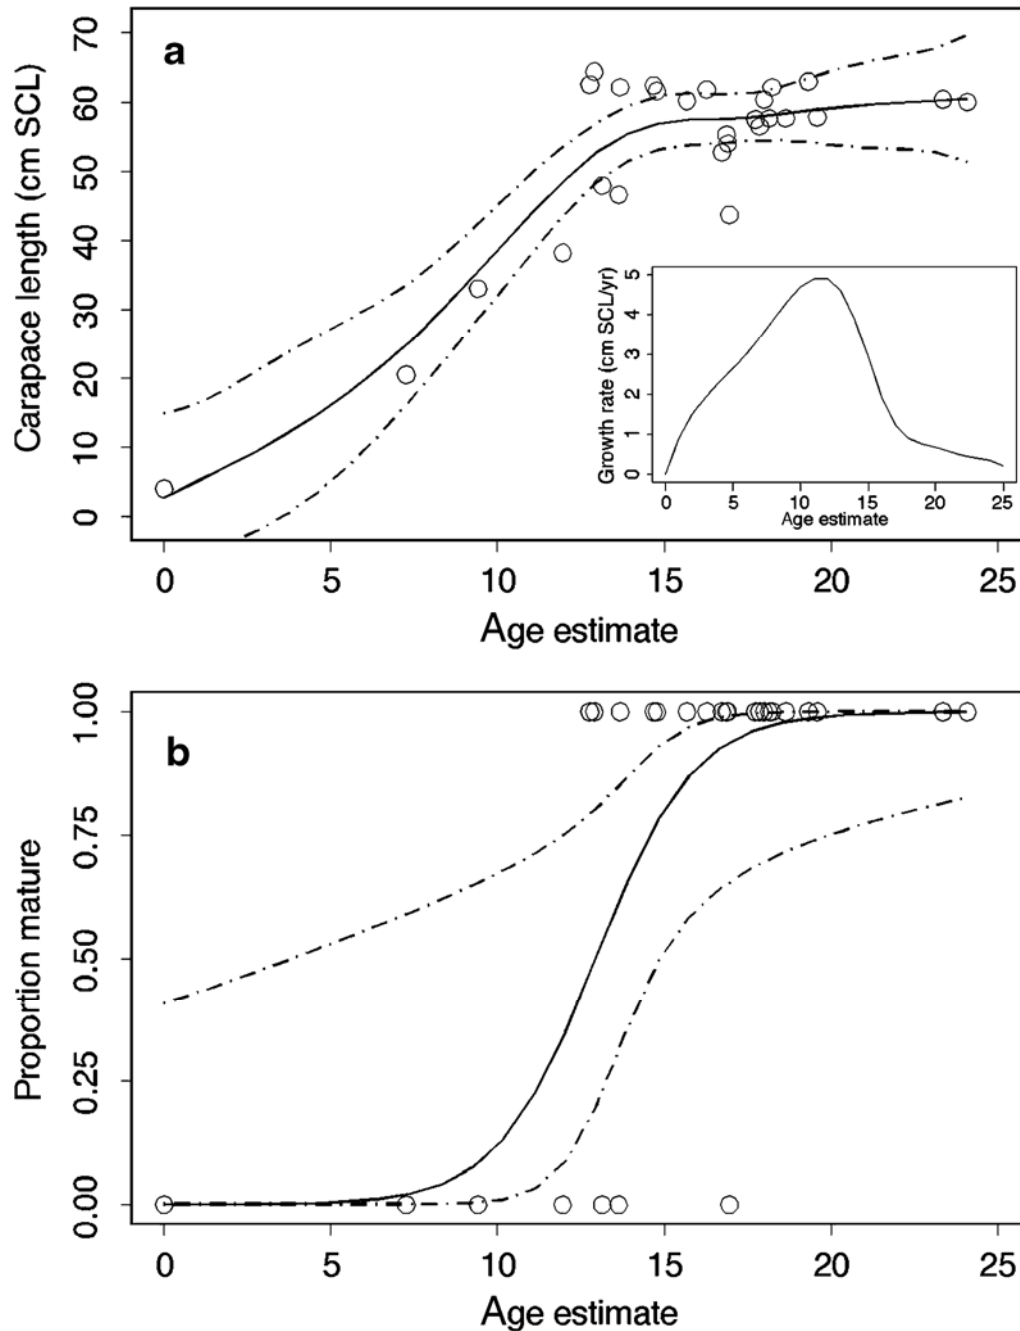 a
Carapace length (cm SCL)
70
60
50
40
30
20
10
0
0 5 10 15 20 25
Age estimate
Growth rate (cm SCL/yr)
5
4
3
2
1
0
0 5 10 15 20 25
Age estimate
b
Proportion mature
1.00
0.75
0.50
0.25
0.00
0 5 10 15 20 25
Age estimate